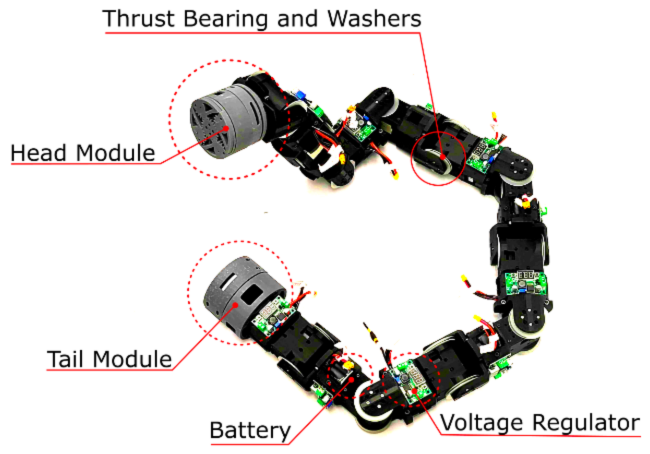 Thrust Bearing and Washers
Head Module
Tail Module
Battery
Voltage Regulator